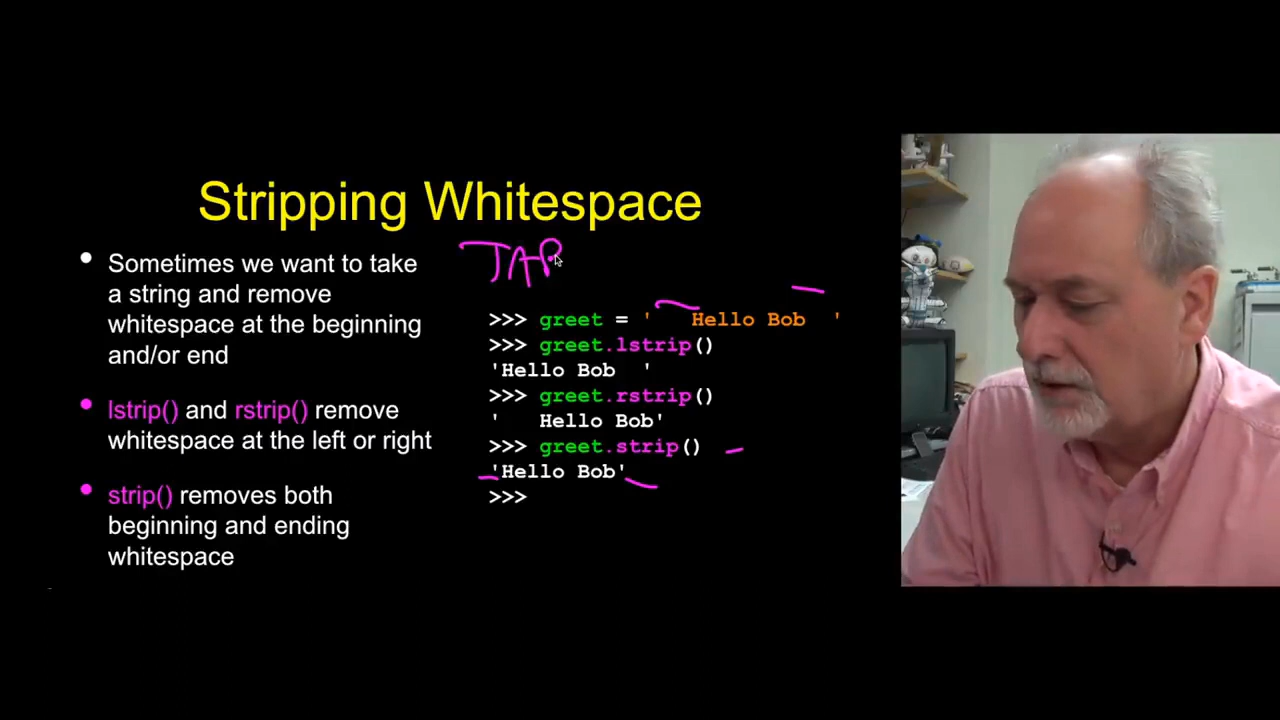 Stripping Whitespace
• Sometimes we want to take
a string and remove
whitespace at the beginning
and/or end
• lstrip() and rstrip() remove
whitespace at the left or right
• strip() removes both
beginning and ending
whitespace
TAB
>>> greet = '   Hello Bob  '
>>> greet.lstrip()
'Hello Bob  '
>>> greet.rstrip()
'   Hello Bob'
>>> greet.strip()
'Hello Bob'
>>>